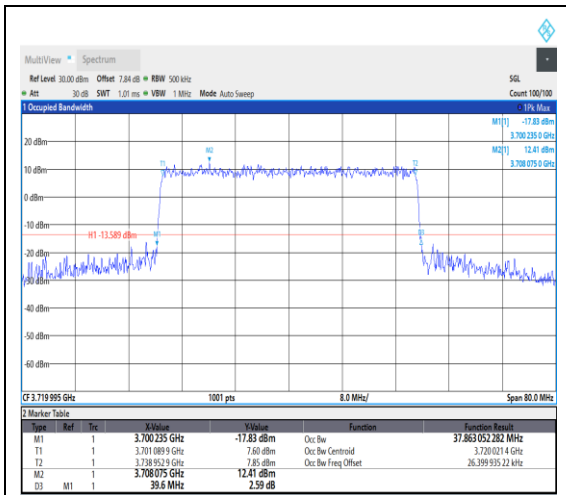 MultiView Spectrum
Ref Level 30.00 dBm Offset 7.84 dB RBW 500 kHz SGL
Att 30 dB SWT 1.01 ms VBW 1 MHz Mode Auto Sweep Count 100/100
1 Occupied Bandwidth 1Pk Max
M1[1] -17.83 dBm
3.700 235 0 GHz
M2[1] 12.41 dBm
3.708 075 0 GHz
20 dBm
M2
T1 T2
10 dBm
0 dBm
-10 dBm
H1 -13.589 dBm
M1
-20 dBm
-30 dBm
-40 dBm
-50 dBm
-60 dBm
CF 3.719 995 GHz 1001 pts 8.0 MHz/ Span 80.0 MHz
2 Marker Table
Type Ref Trc X-Value Y-Value Function Function Result
M1 1 3.700 235 GHz -17.83 dBm Occ Bw 37.863 052 282 MHz
T1 1 3.701 089 9 GHz 7.60 dBm Occ Bw Centroid 3.720 021 4 GHz
T2 1 3.738 952 9 GHz 7.85 dBm Occ Bw Freq Offset 26.399 935 22 kHz
M2 1 3.708 075 GHz 12.41 dBm
D3 M1 1 39.6 MHz 2.59 dB